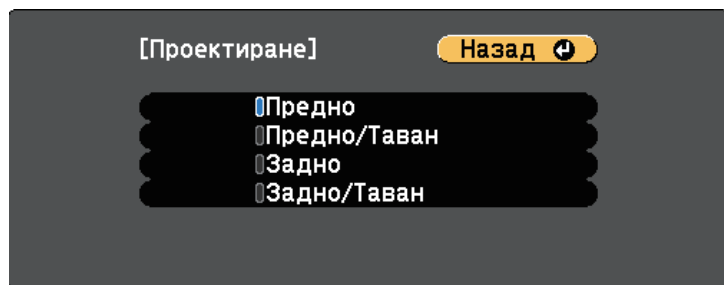 [Проектиране]
Назад
Предно
Предно/Таван
Задно
Задно/Таван